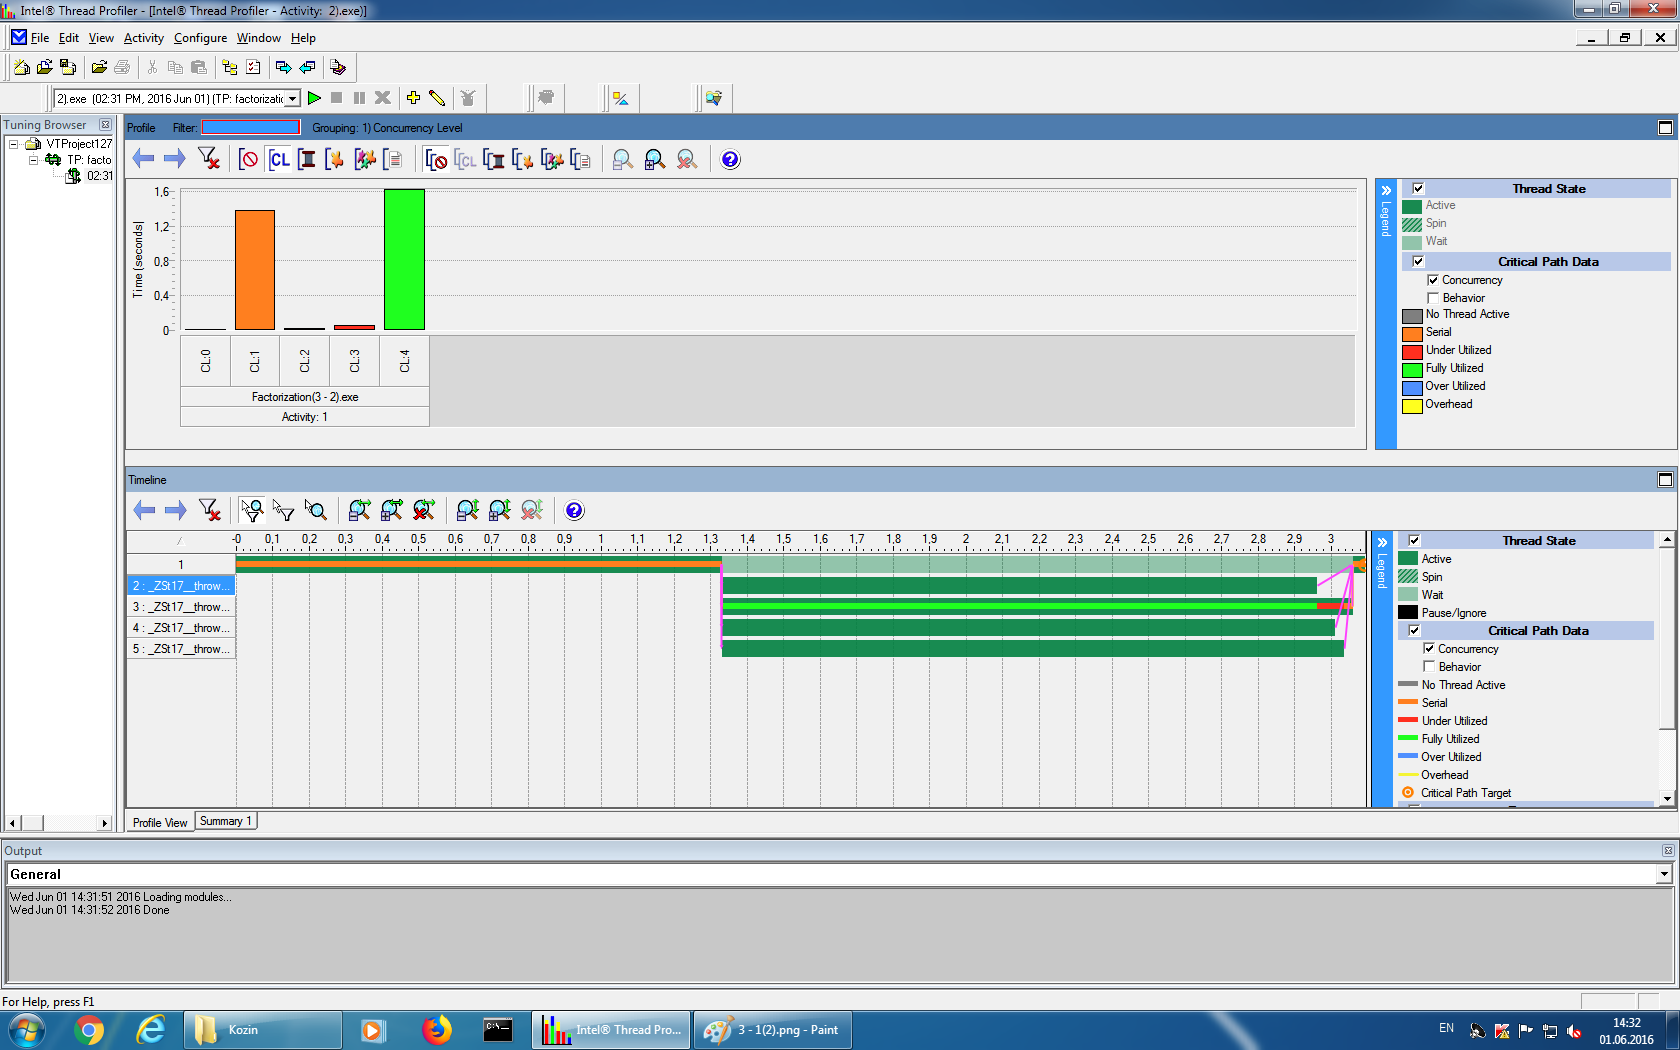 Intel® Thread Profiler - [Intel® Thread Profiler - Activity:  2).exe)]
File Edit View Activity Configure Window Help
2).exe  (02:31 PM, 2016 Jun 01) (TP: factorizatic
Tuning Browser
VTProject127
TP: facto
02:31
Profile Filter: Grouping: 1) Concurrency Level
CL CL
Time (seconds)
1,6
1,2
0,8
0,4
0
CL:0 CL:1 CL:2 CL:3 CL:4
Factorization(3 - 2).exe
Activity: 1
Legend
Thread State
Active
Spin
Wait
Critical Path Data
Concurrency
Behavior
No Thread Active
Serial
Under Utilized
Fully Utilized
Over Utilized
Overhead
Timeline
-0 0,1 0,2 0,3 0,4 0,5 0,6 0,7 0,8 0,9 1 1,1 1,2 1,3 1,4 1,5 1,6 1,7 1,8 1,9 2 2,1 2,2 2,3 2,4 2,5 2,6 2,7 2,8 2,9 3
1
2 : _ZSt17__throw...
3 : _ZSt17__throw...
4 : _ZSt17__throw...
5 : _ZSt17__throw...
Legend
Thread State
Active
Spin
Wait
Pause/Ignore
Critical Path Data
Concurrency
Behavior
No Thread Active
Serial
Under Utilized
Fully Utilized
Over Utilized
Overhead
Critical Path Target
Profile View Summary 1
Output
General
Wed Jun 01 14:31:51 2016 Loading modules...
Wed Jun 01 14:31:52 2016 Done
For Help, press F1
Kozin
Intel® Thread Pro...
3 - 1(2).png - Paint
EN
14:32
01.06.2016